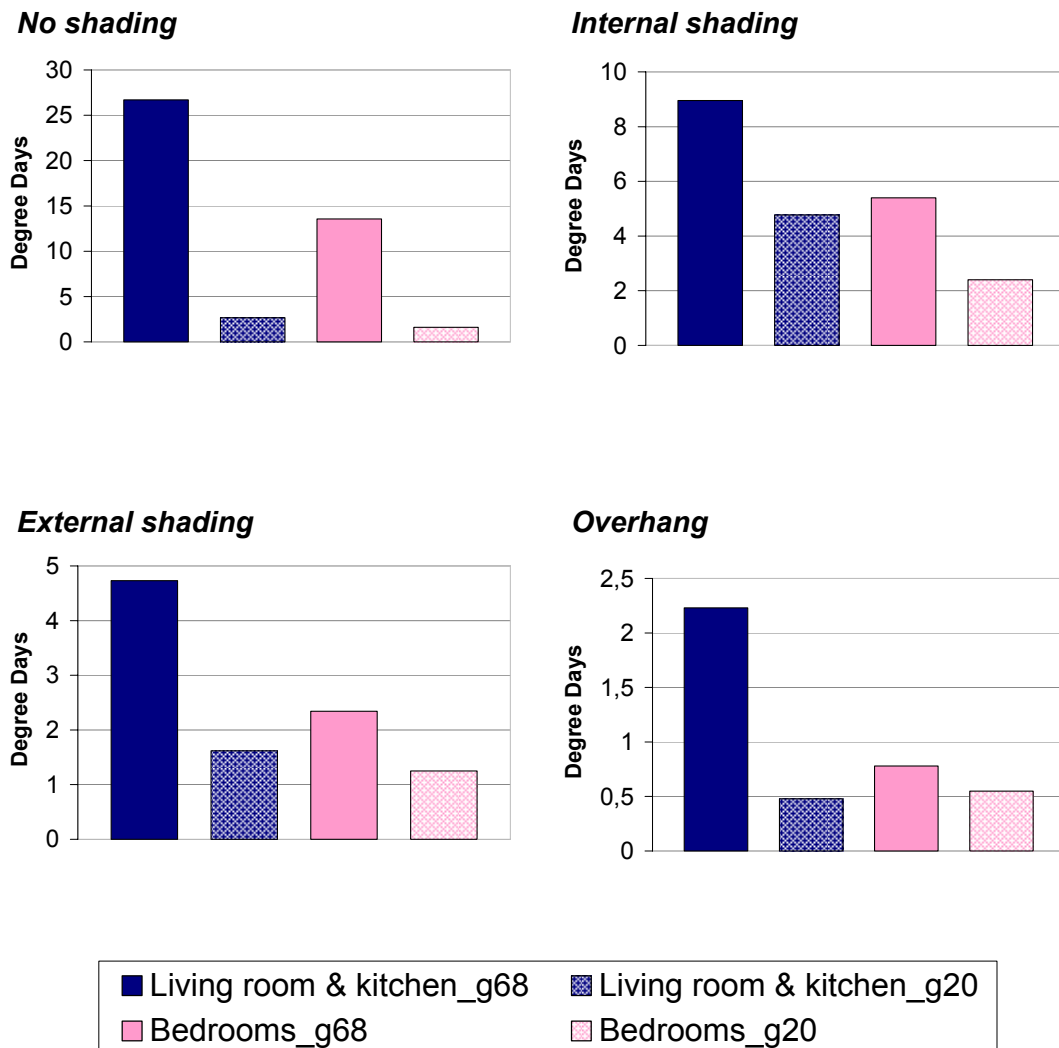 No shading
30
25
20
15
10
5
0
Degree Days
Internal shading
10
8
6
4
2
0
Degree Days
External shading
5
4
3
2
1
0
Degree Days
Overhang
2,5
2
1,5
1
0,5
0
Degree Days
Living room & kitchen_g68
Living room & kitchen_g20
Bedrooms_g68
Bedrooms_g20